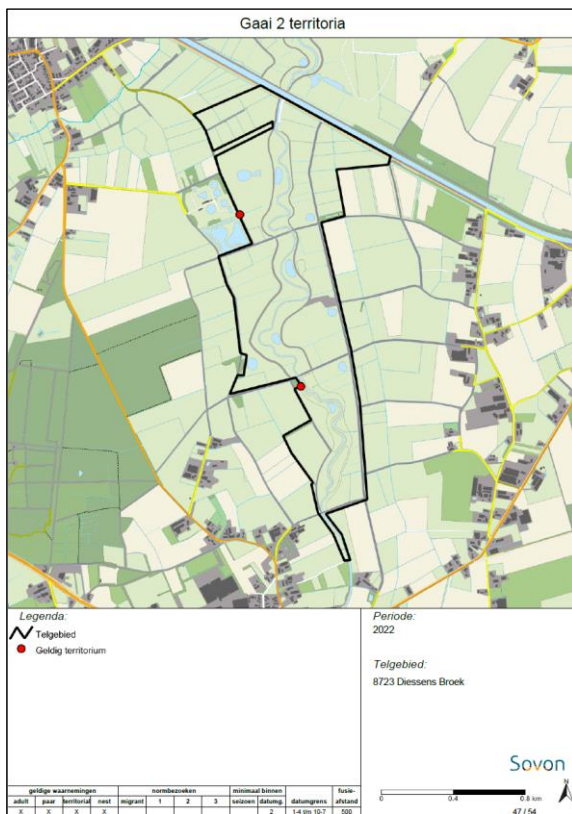 Gaai 2 territoria
Legenda:
Telgebied
Geldig territorium
Periode:
2022
Telgebied:
8723 Diessens Broek
Sovon
N
0 0.4 0.8 km
47 / 54
geldige waarnemingen normbezoeken minimaal binnen fusie-
adult paar territorial nest migrant 1 2 3 seizoen datumg. datumgrens afstand
X X X X 2 1-4 t/m 10-7 500